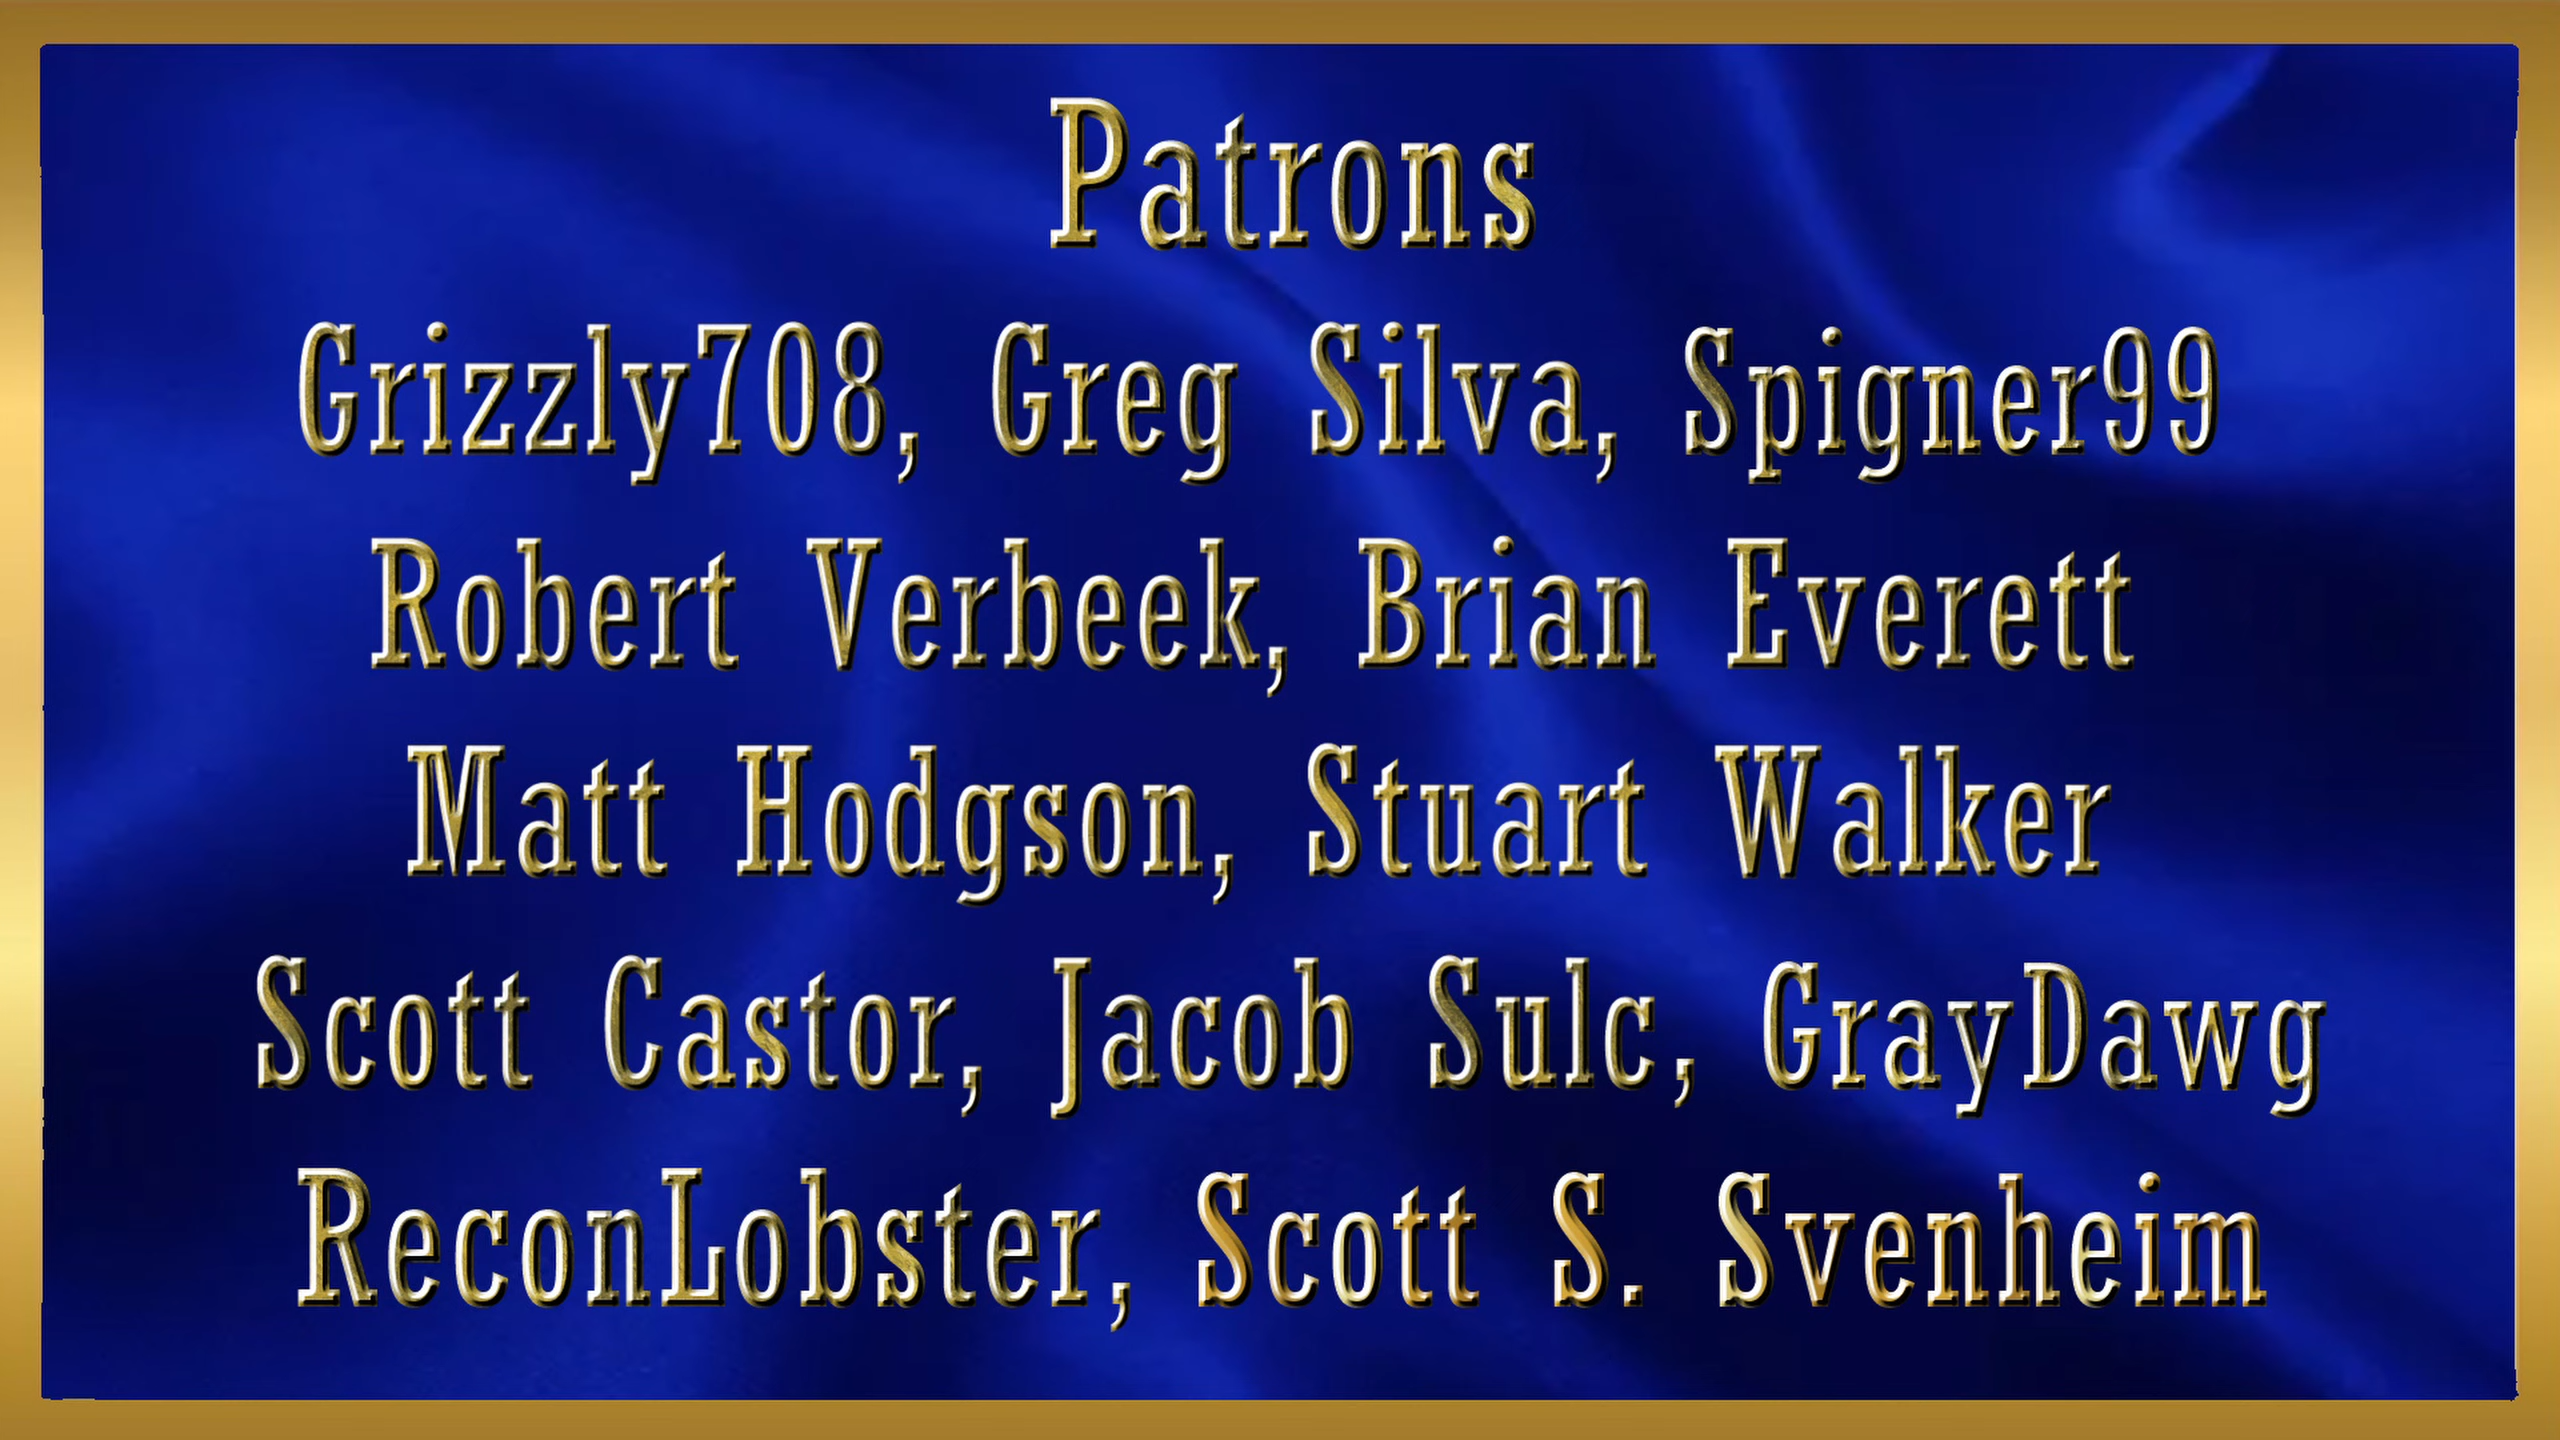 Patrons
Grizzly708, Greg Silva, Spigner99
Robert Verbeek, Brian Everett
Matt Hodgson, Stuart Walker
Scott Castor, Jacob Sulc, GrayDawg
ReconLobster, Scott S. Svenheim